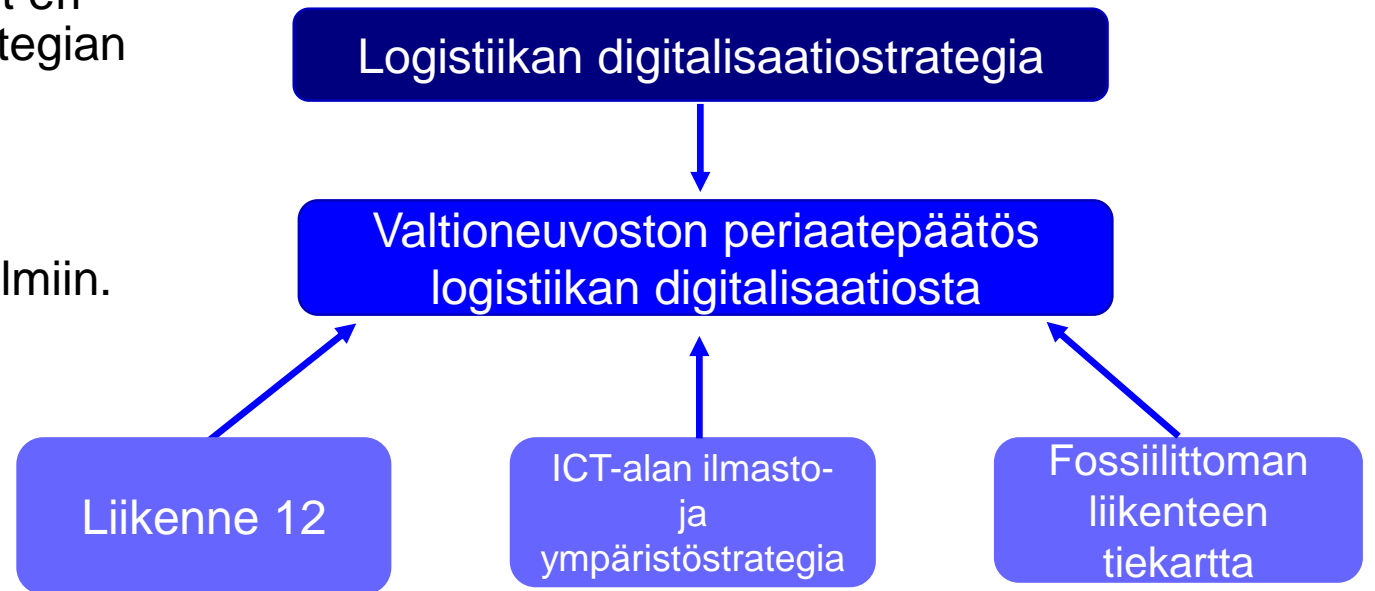 t en
tegian
lmiin.
Logistiikan digitalisaatiostrategia
Valtioneuvoston periaatepäätös
logistiikan digitalisaatiosta
Liikenne 12
ICT-alan ilmasto-
ja
ympäristöstrategia
Fossiilittoman
liikenteen
tiekartta